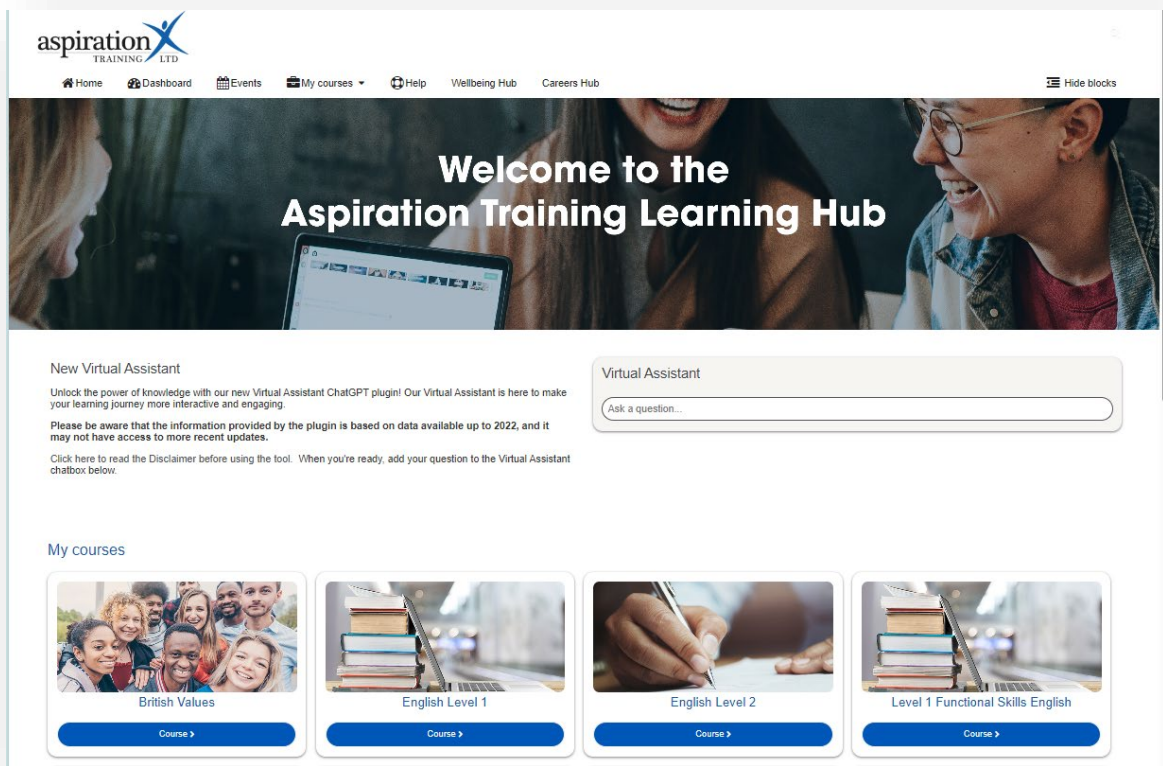 aspiration
TRAINING LTD
Home Dashboard Events My courses Help Wellbeing Hub Careers Hub Hide blocks
Welcome to the
Aspiration Training Learning Hub
New Virtual Assistant
Unlock the power of knowledge with our new Virtual Assistant ChatGPT plugin! Our Virtual Assistant is here to make
your learning journey more interactive and engaging.
Please be aware that the information provided by the plugin is based on data available up to 2022, and it
may not have access to more recent updates.
Click here to read the Disclaimer before using the tool. When you're ready, add your question to the Virtual Assistant
chatbox below.
Virtual Assistant
Ask a question...
My courses
British Values
Course >
English Level 1
Course >
English Level 2
Course >
Level 1 Functional Skills English
Course >